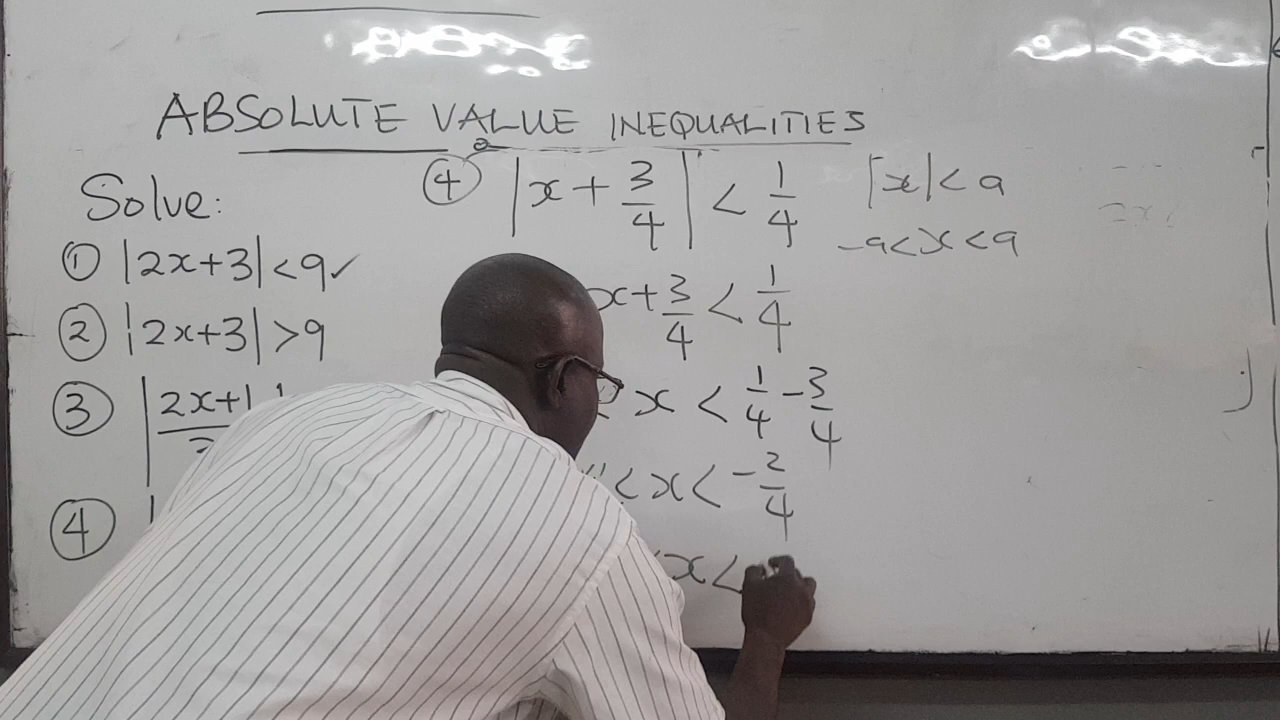 ABSOLUTE VALUE INEQUALITIES
Solve:
① |2x+3|<9✓
② |2x+3|>9
③ |2x+1
④ |
④ |x + 3/4| < 1/4
x + 3/4 < 1/4
< x < 1/4 - 3/4
< x < -2/4
< x <
|x| < a
-a < x < a